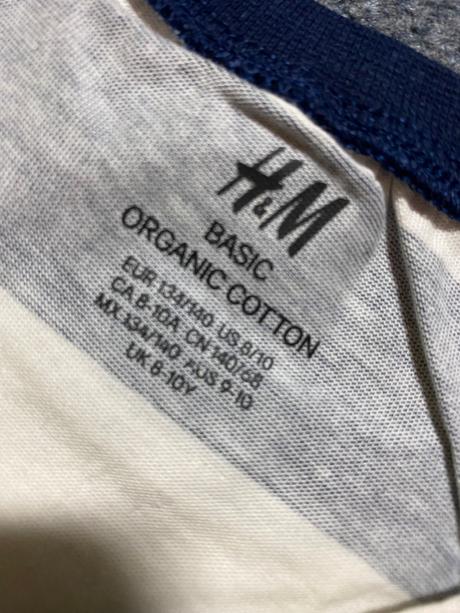 H&M
BASIC
ORGANIC COTTON
EUR 134/140 US 8/10
CA 8-10A CN 140/68
MX 134/140 AUS 9-10
UK 8-10Y